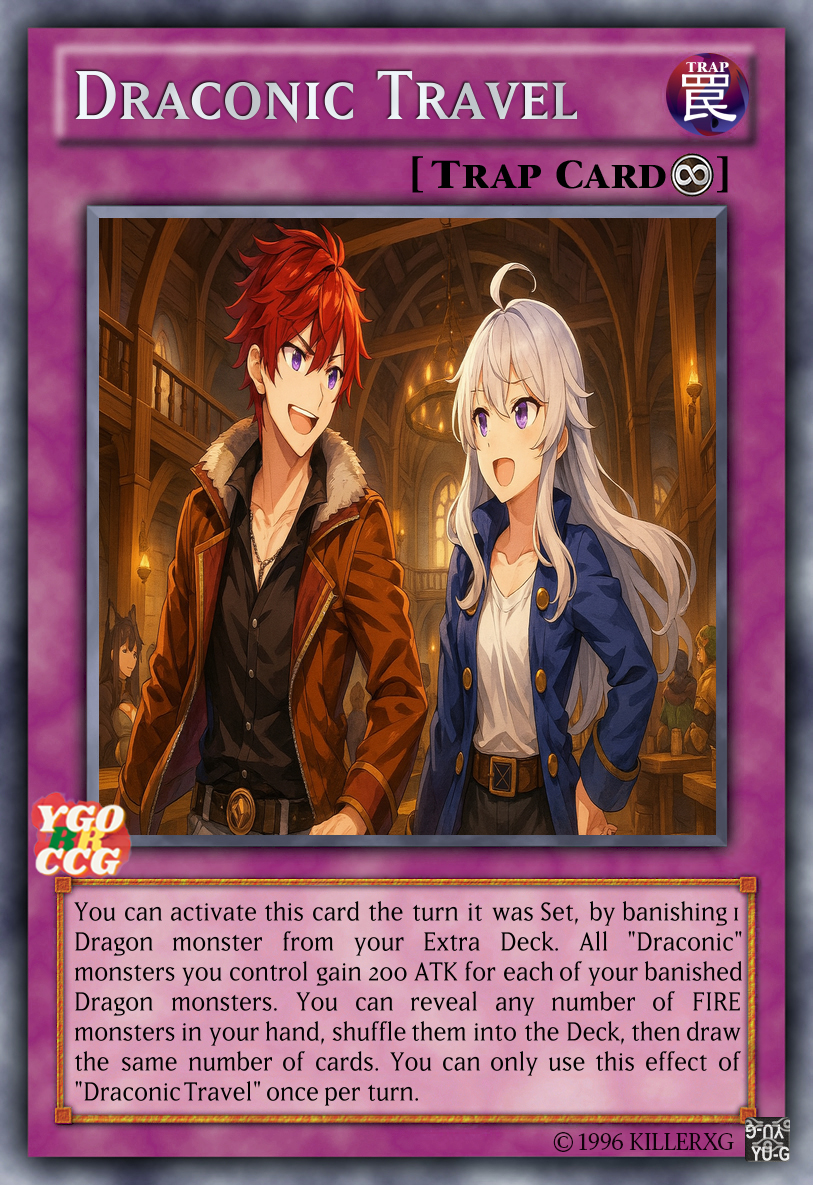 DRACONIC TRAVEL
TRAP
罠
[TRAP CARD∞]
YGO
RR
CCG
You can activate this card the turn it was Set, by banishing 1
Dragon monster from your Extra Deck. All "Draconic"
monsters you control gain 200 ATK for each of your banished
Dragon monsters. You can reveal any number of FIRE
monsters in your hand, shuffle them into the Deck, then draw
the same number of cards. You can only use this effect of
"Draconic Travel" once per turn.
© 1996 KILLERXG
YU-G